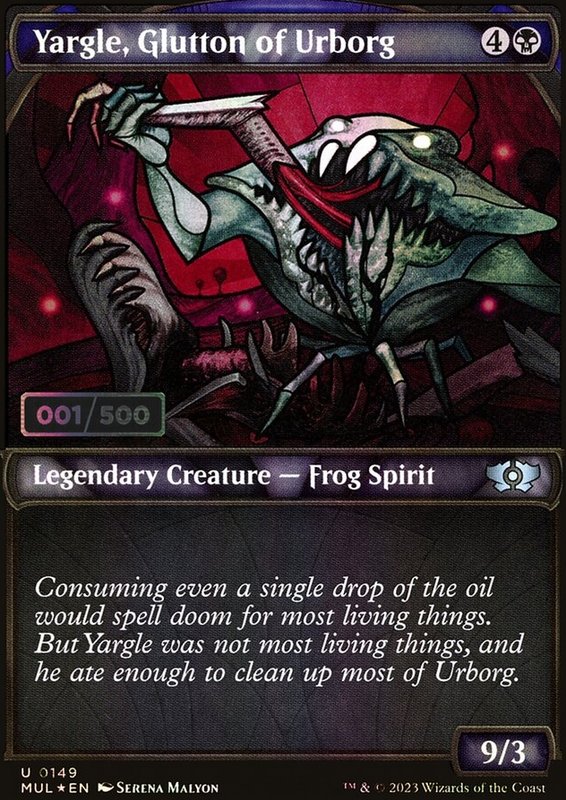 Yargle, Glutton of Urborg 4
001/500
Legendary Creature — Frog Spirit
Consuming even a single drop of the oil
would spell doom for most living things.
But Yargle was not most living things, and
he ate enough to clean up most of Urborg.
9/3
U 0149
MUL★EN Serena Malyon
™ & © 2023 Wizards of the Coast